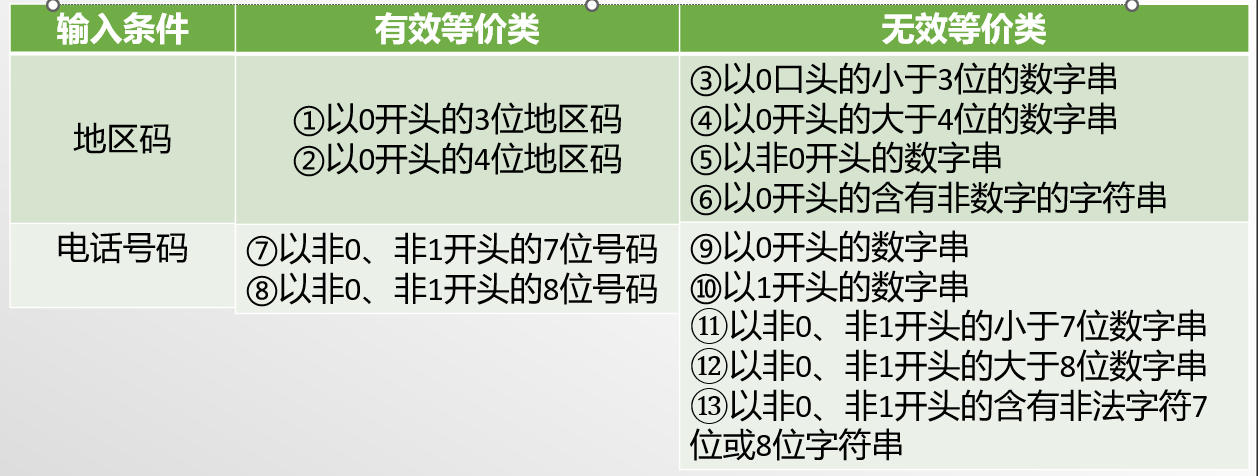 输入条件 有效等价类 无效等价类
地区码
①以0开头的3位地区码
②以0开头的4位地区码
③以0口头的小于3位的数字串
④以0开头的大于4位的数字串
⑤以非0开头的数字串
⑥以0开头的含有非数字的字符串
电话号码
⑦以非0、非1开头的7位号码
⑧以非0、非1开头的8位号码
⑨以0开头的数字串
⑩以1开头的数字串
⑪以非0、非1开头的小于7位数字串
⑫以非0、非1开头的大于8位数字串
⑬以非0、非1开头的含有非法字符7
位或8位字符串